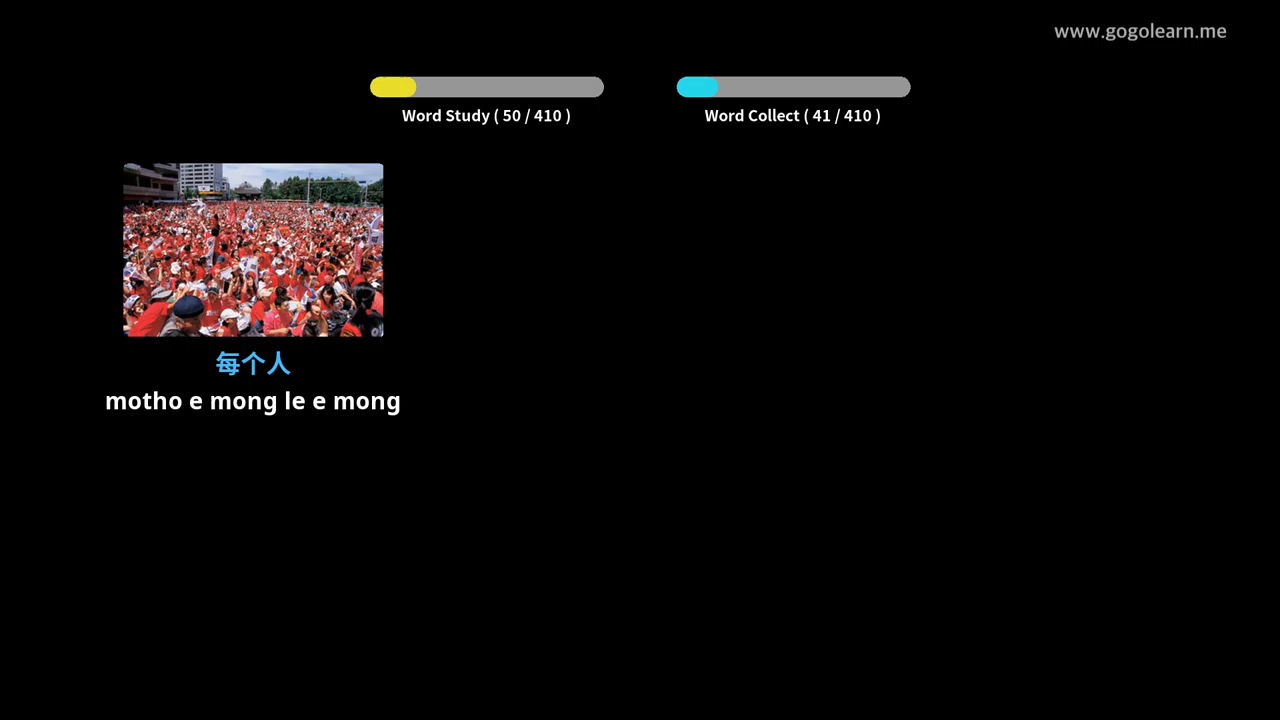 www.gogolearn.me
Word Study ( 50 / 410 )
Word Collect ( 41 / 410 )
每个人
motho e mong le e mong